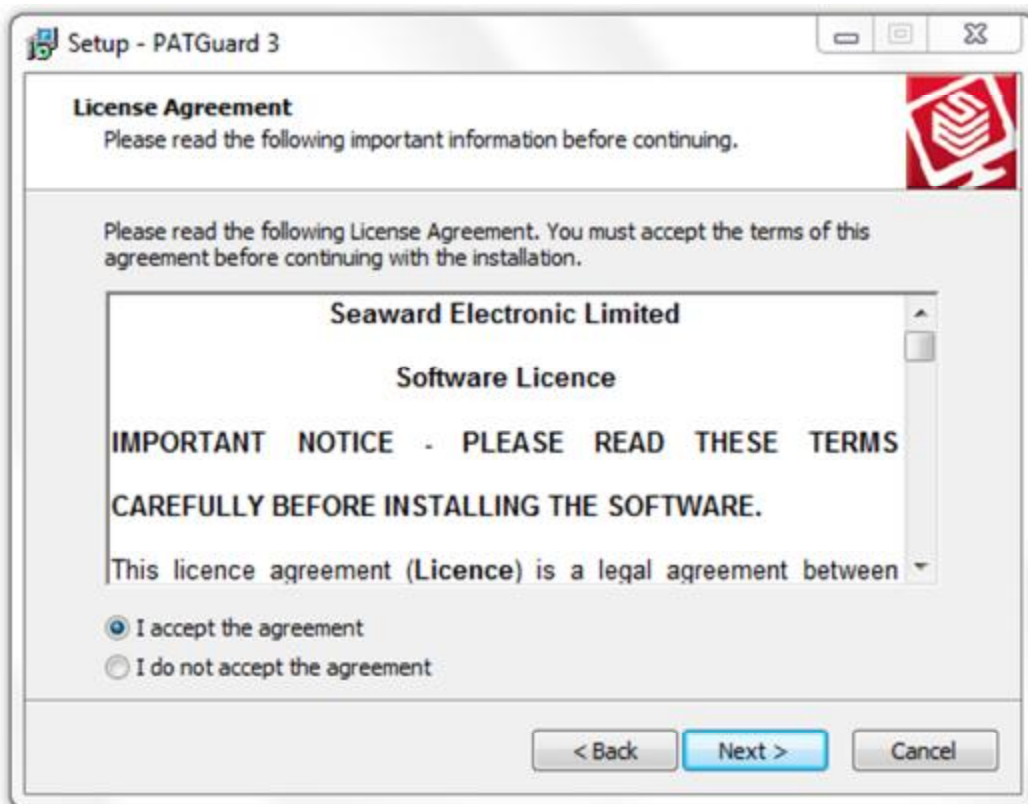 Setup - PATGuard 3
License Agreement
Please read the following important information before continuing.
Please read the following License Agreement. You must accept the terms of this
agreement before continuing with the installation.
Seaward Electronic Limited
Software Licence
IMPORTANT NOTICE - PLEASE READ THESE TERMS
CAREFULLY BEFORE INSTALLING THE SOFTWARE.
This licence agreement (Licence) is a legal agreement between
I accept the agreement
I do not accept the agreement
< Back Next > Cancel